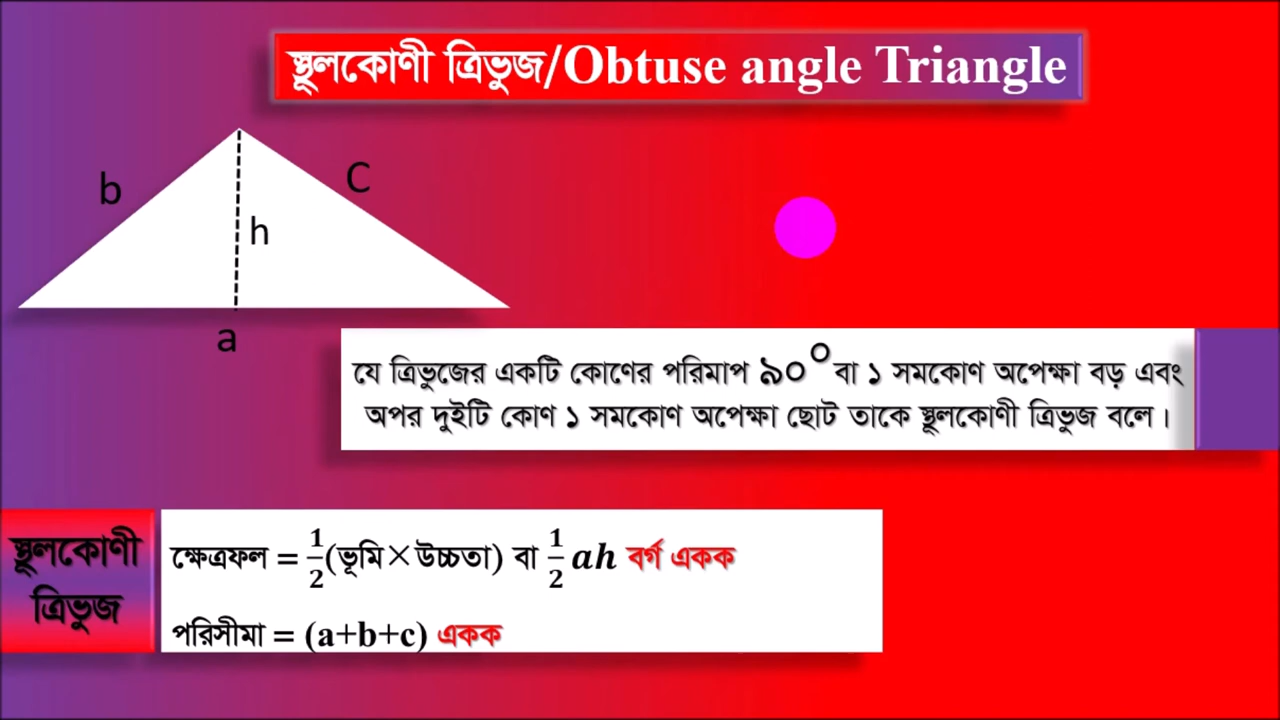 স্থূলকোণী ত্রিভুজ/Obtuse angle Triangle
b
C
h
a
যে ত্রিভুজের একটি কোণের পরিমাপ ৯০° বা ১ সমকোণ অপেক্ষা বড় এবং
অপর দুইটি কোণ ১ সমকোণ অপেক্ষা ছোট তাকে স্থূলকোণী ত্রিভুজ বলে।
স্থূলকোণী
ত্রিভুজ
ক্ষেত্রফল = 1/2 (ভূমি×উচ্চতা) বা 1/2 ah বর্গ একক
পরিসীমা = (a+b+c) একক